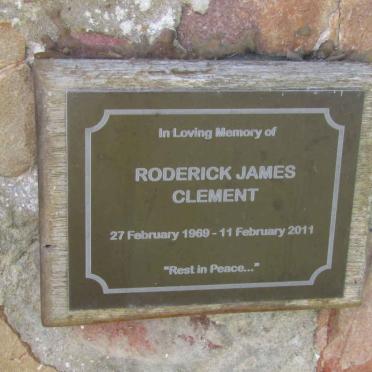 In Loving Memory of
RODERICK JAMES
CLEMENT
27 February 1969 - 11 February 2011
"Rest in Peace..."